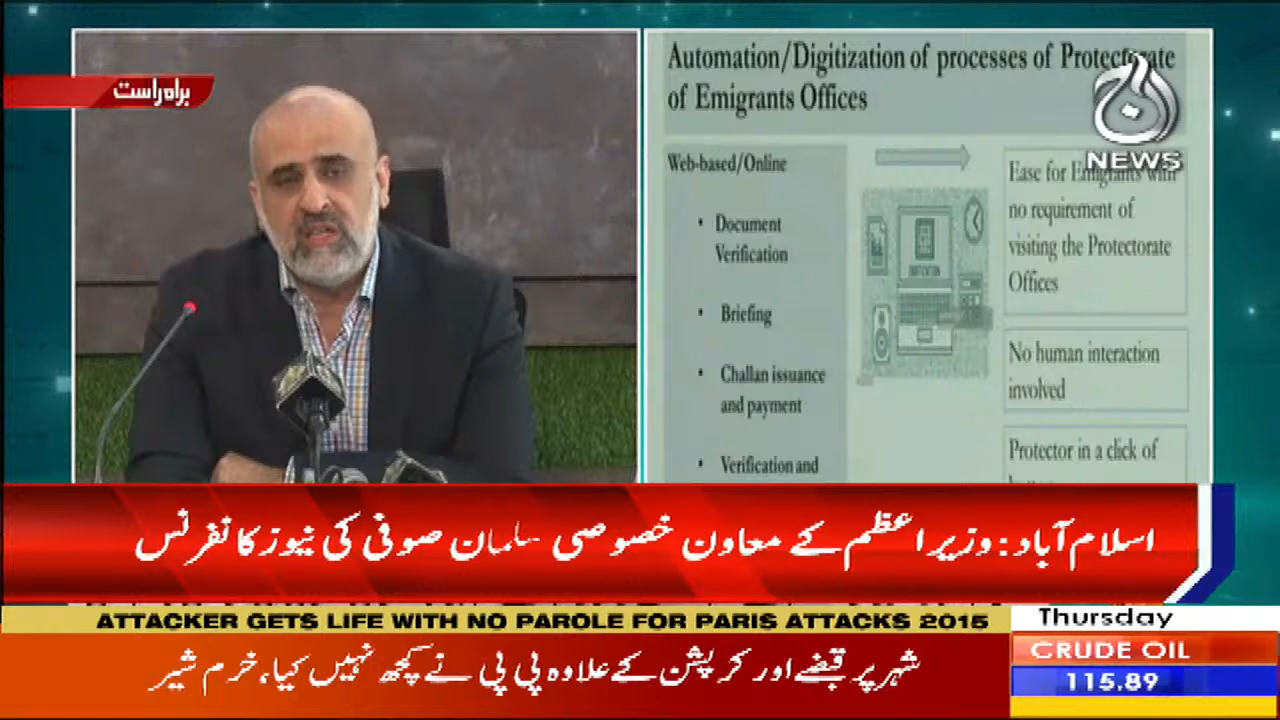 براہ راست
Automation/Digitization of processes of Protectorate
of Emigrants Offices
NEWS
Web-based/Online
• Document
Verification
• Briefing
• Challan issuance
and payment
• Verification and
Ease for Emigrants with
no requirement of
visiting the Protectorate
Offices
No human interaction
involved
Protector in a click of
اسلام آباد: وزیر اعظم کے معاون خصوصی سلمان صوفی کی نیوز کانفرنس
ATTACKER GETS LIFE WITH NO PAROLE FOR PARIS ATTACKS 2015
شہر پر قبضے اور کرپشن کے علاوہ پی پی نے کچھ نہیں کیا، خرم شیر
Thursday
CRUDE OIL
115.89